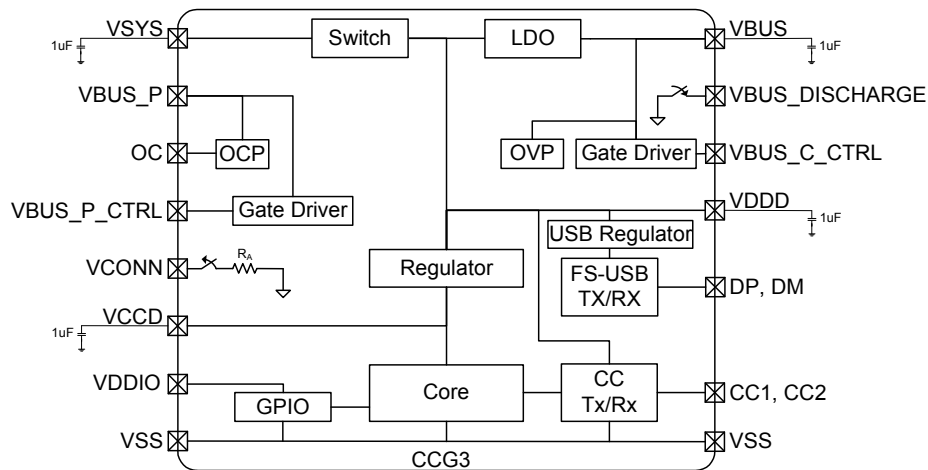 VSYS
1uF
Switch
LDO
VBUS
1uF
VBUS_P
VBUS_DISCHARGE
OC
OCP
OVP
Gate Driver
VBUS_C_CTRL
VBUS_P_CTRL
Gate Driver
VDDD
1uF
USB Regulator
VCONN
RA
Regulator
FS-USB
TX/RX
DP, DM
VCCD
1uF
VDDIO
GPIO
Core
CC
Tx/Rx
CC1, CC2
VSS
VSS
CCG3